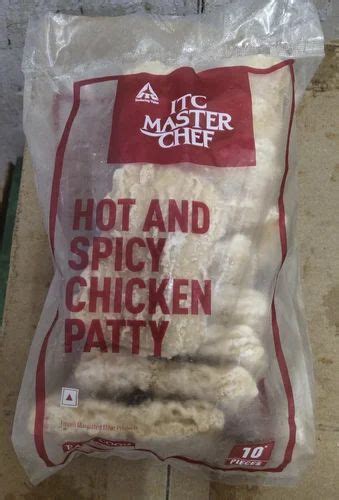 ITC
MASTER
CHEF
HOT AND
SPICY
CHICKEN
PATTY
10
PIECES